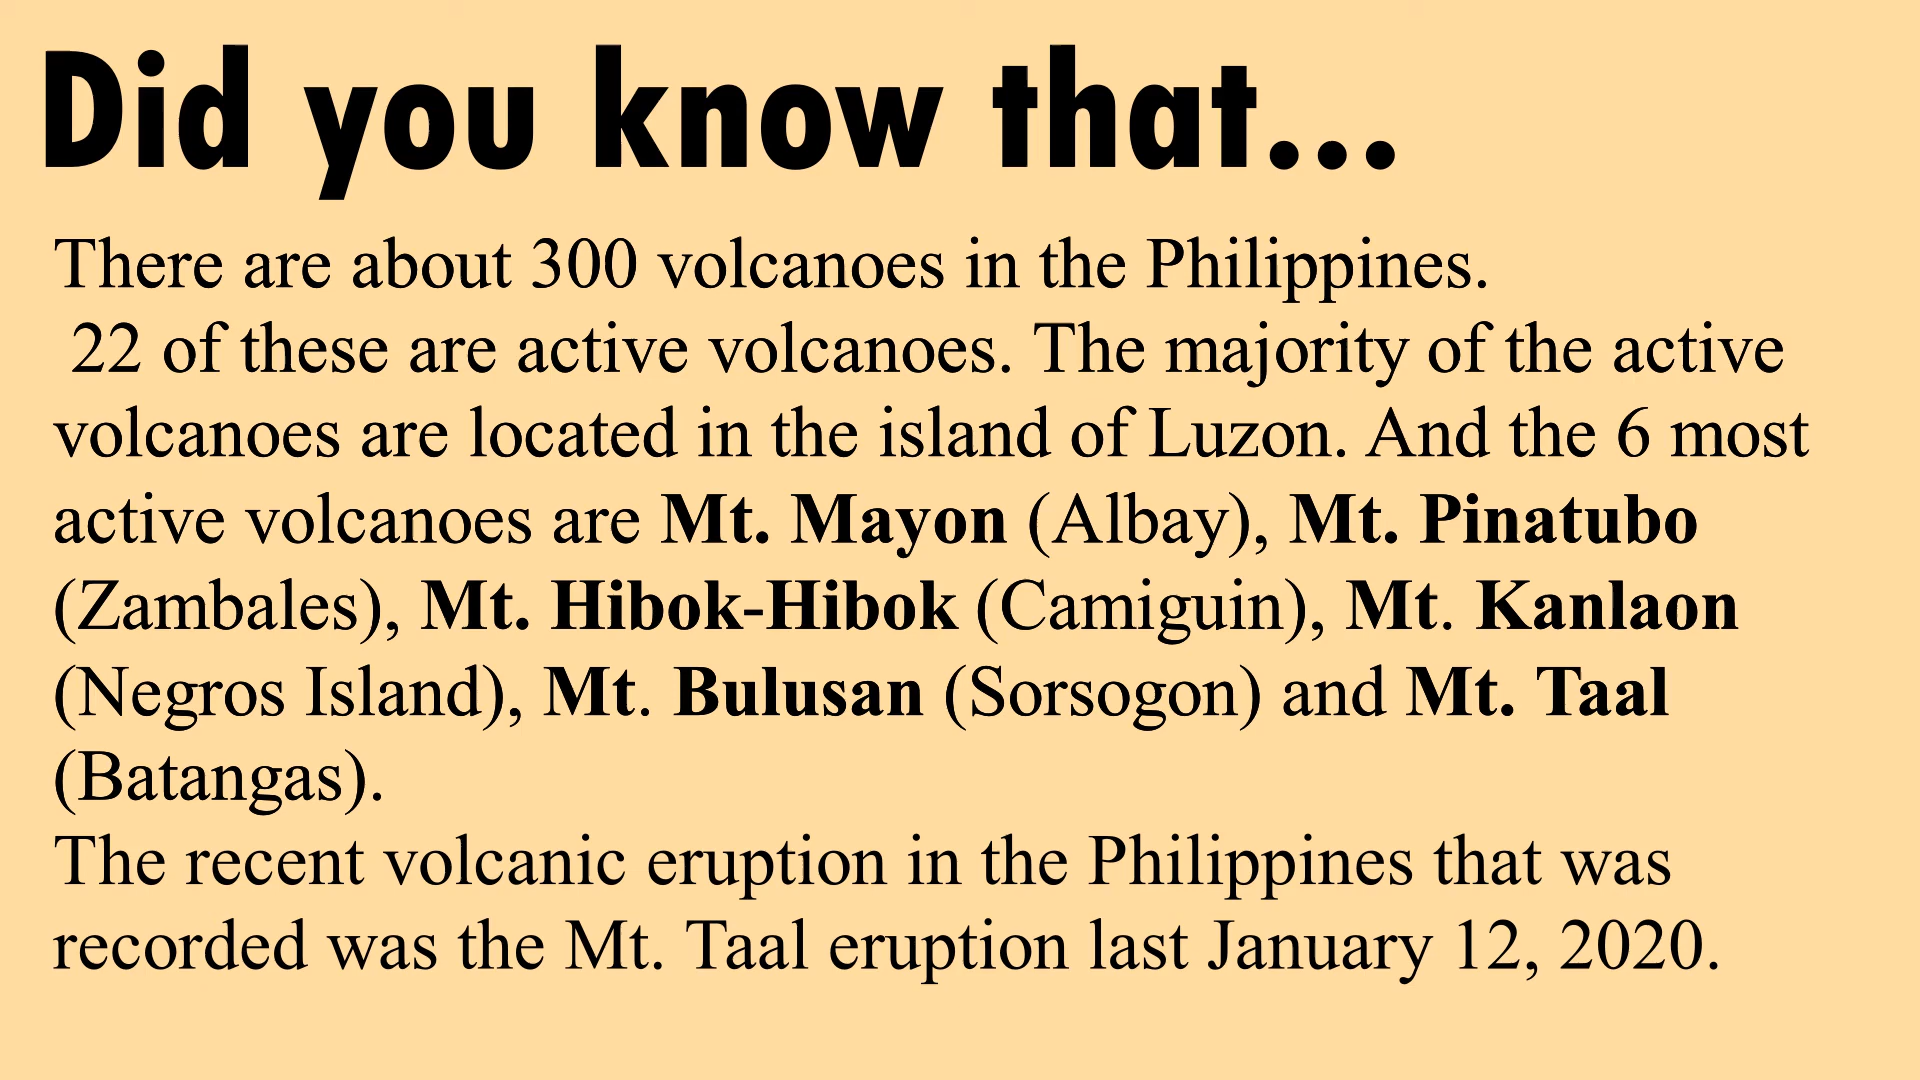 Did you know that...
There are about 300 volcanoes in the Philippines.
22 of these are active volcanoes. The majority of the active
volcanoes are located in the island of Luzon. And the 6 most
active volcanoes are Mt. Mayon (Albay), Mt. Pinatubo
(Zambales), Mt. Hibok-Hibok (Camiguin), Mt. Kanlaon
(Negros Island), Mt. Bulusan (Sorsogon) and Mt. Taal
(Batangas).
The recent volcanic eruption in the Philippines that was
recorded was the Mt. Taal eruption last January 12, 2020.